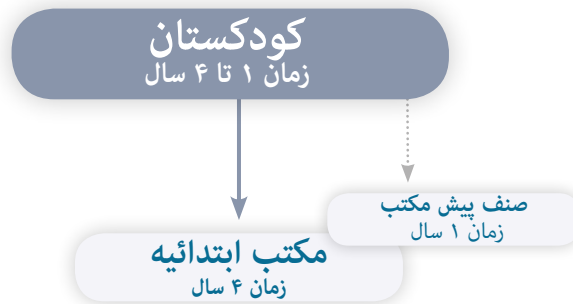 کودکستان
زمان ۱ تا ۴ سال
صنف پیش مکتب
زمان ۱ سال
مکتب ابتدائیه
زمان ۴ سال